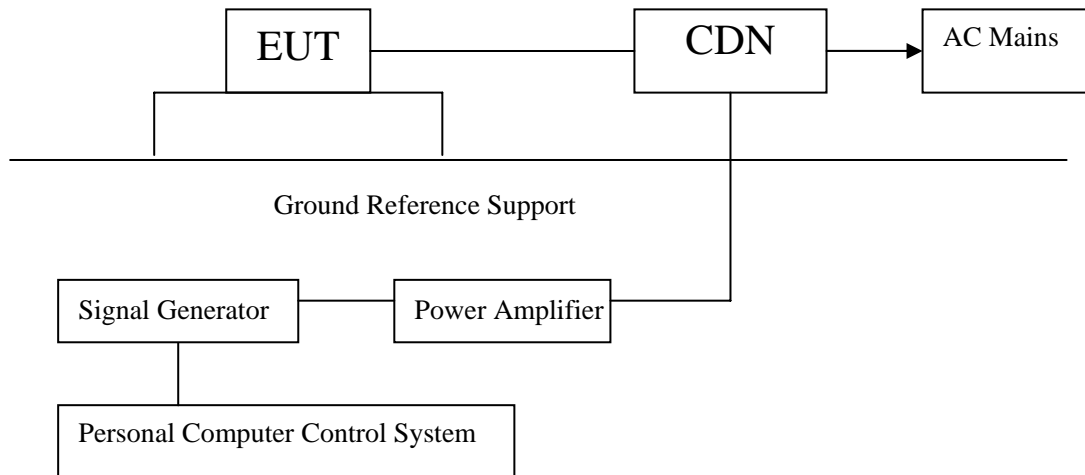 EUT
CDN
AC Mains
Ground Reference Support
Signal Generator
Power Amplifier
Personal Computer Control System